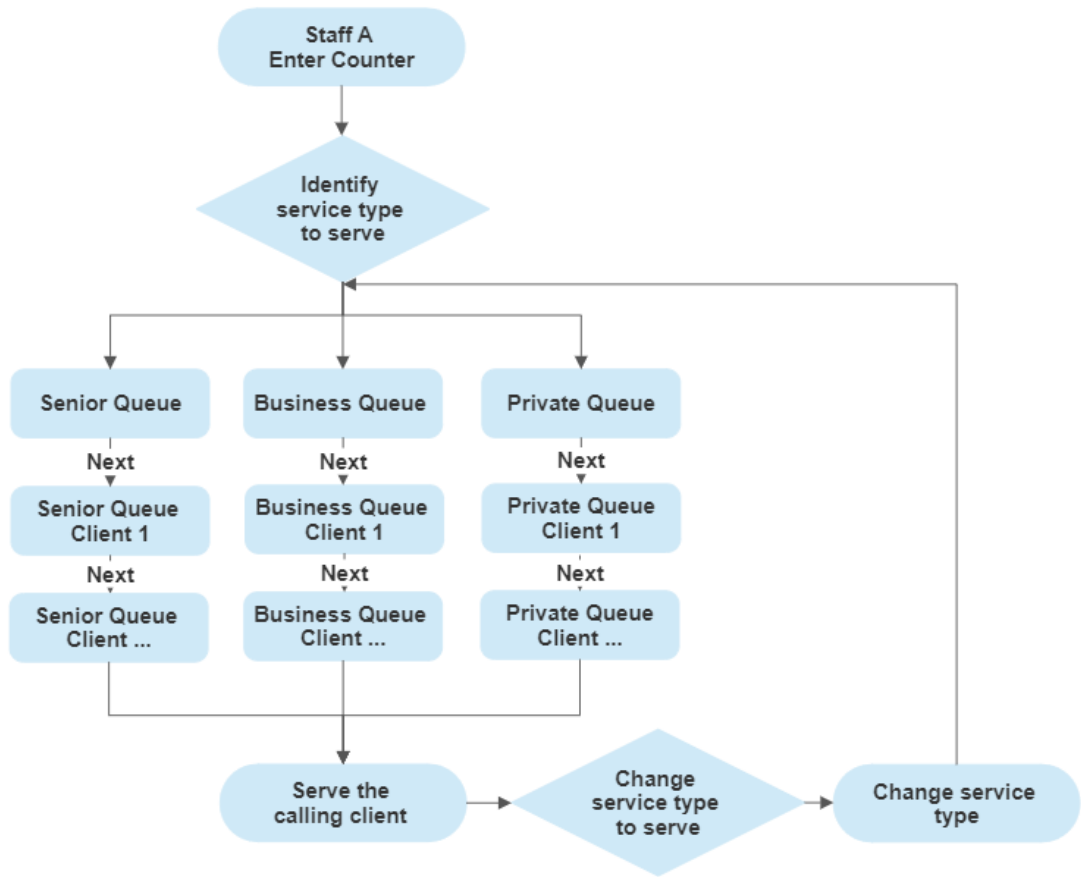 Staff A
Enter Counter
Identify
service type
to serve
Senior Queue
Business Queue
Private Queue
Next
Next
Next
Senior Queue
Client 1
Business Queue
Client 1
Private Queue
Client 1
Next
Next
Next
Senior Queue
Client ...
Business Queue
Client ...
Private Queue
Client ...
Serve the
calling client
Change
service type
to serve
Change service
type